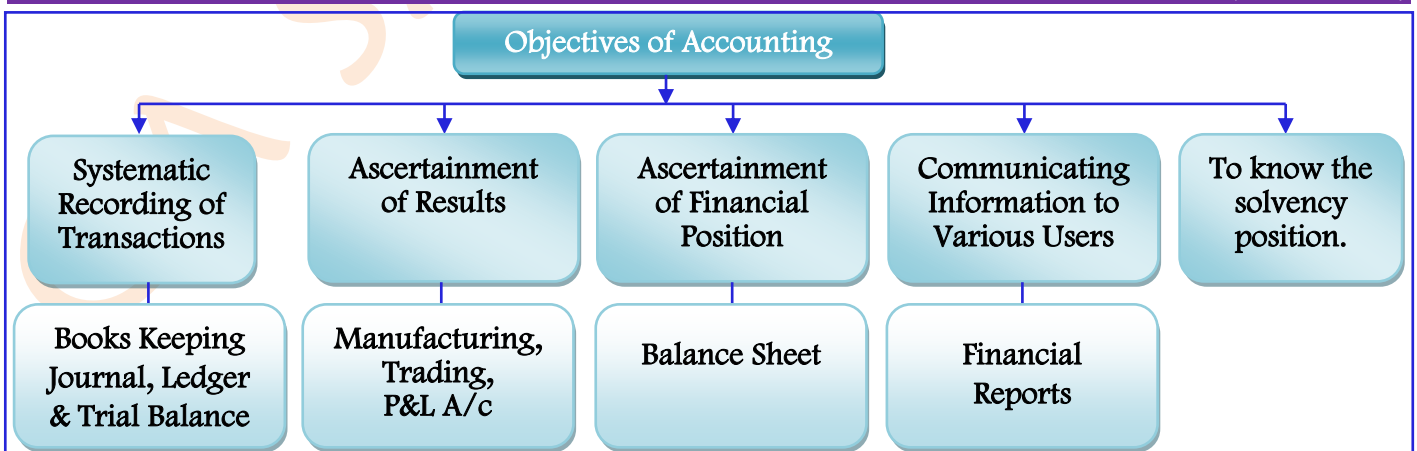 Objectives of Accounting
Systematic
Recording of
Transactions
Ascertainment
of Results
Ascertainment
of Financial
Position
Communicating
Information to
Various Users
To know the
solvency
position.
Books Keeping
Journal, Ledger
& Trial Balance
Manufacturing,
Trading,
P&L A/c
Balance Sheet
Financial
Reports